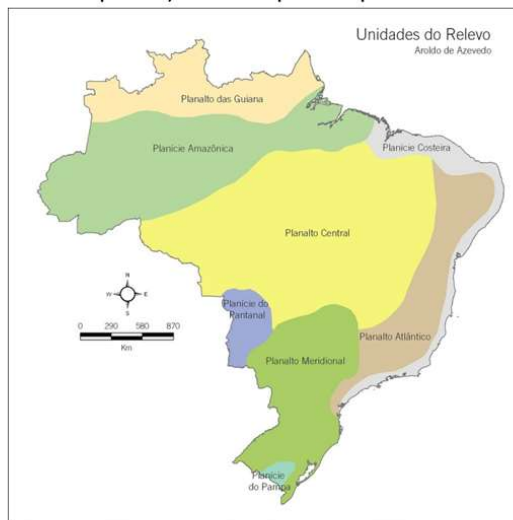 Unidades do Relevo
Aroldo de Azevedo
Planalto das Guiana
Planície Amazônica
Planície Costeira
Planalto Central
N
W
E
S
0 290 580 870
Km
Planície do
Pantanal
Planalto Meridional
Planalto Atlântico
Planície
do Pampa